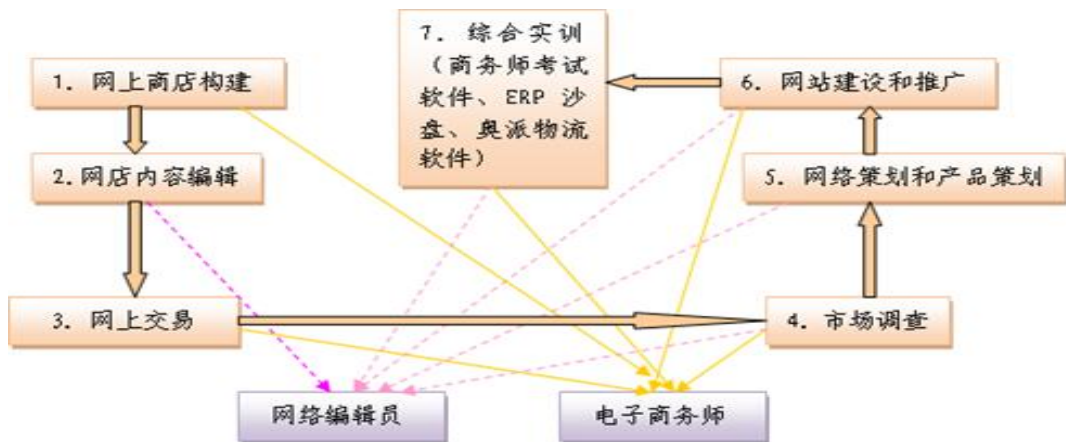 1. 网上商店构建
2.网店内容编辑
3. 网上交易
7. 综合实训
（商务师考试
软件、ERP 沙
盘、奥派物流
软件）
6. 网站建设和推广
5. 网络策划和产品策划
4. 市场调查
网络编辑员
电子商务师